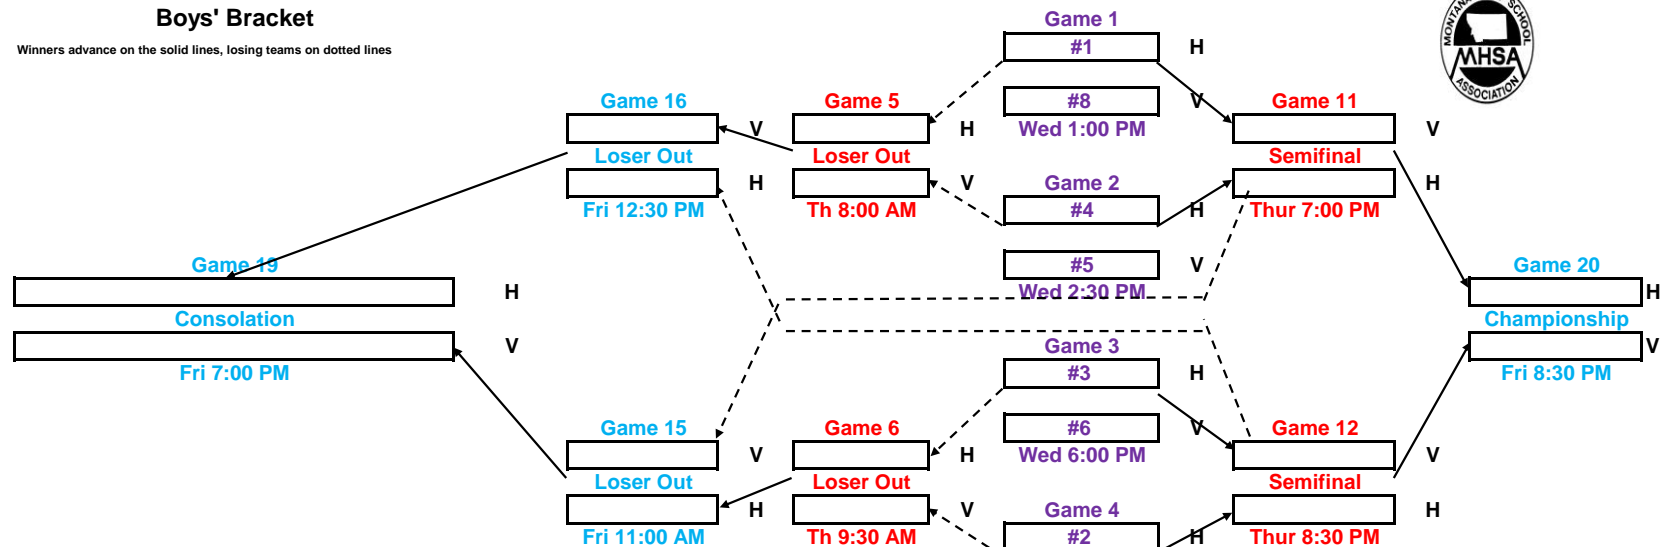 Boys' Bracket
Winners advance on the solid lines, losing teams on dotted lines
Game 1
#1 H
MHSA
ASSOCIATION
Game 16 Game 5 #8 V Game 11
V H Wed 1:00 PM V
Loser Out Loser Out Semifinal
H V Game 2 H
Fri 12:30 PM Th 8:00 AM #4 H Thur 7:00 PM
Game 19 #5 V Game 20
H Wed 2:30 PM H
Consolation Championship
V Game 3 V
Fri 7:00 PM #3 H Fri 8:30 PM
Game 15 Game 6 #6 V Game 12
V H Wed 6:00 PM V
Loser Out Loser Out Semifinal
H V Game 4 H
Fri 11:00 AM Th 9:30 AM #2 H Thur 8:30 PM